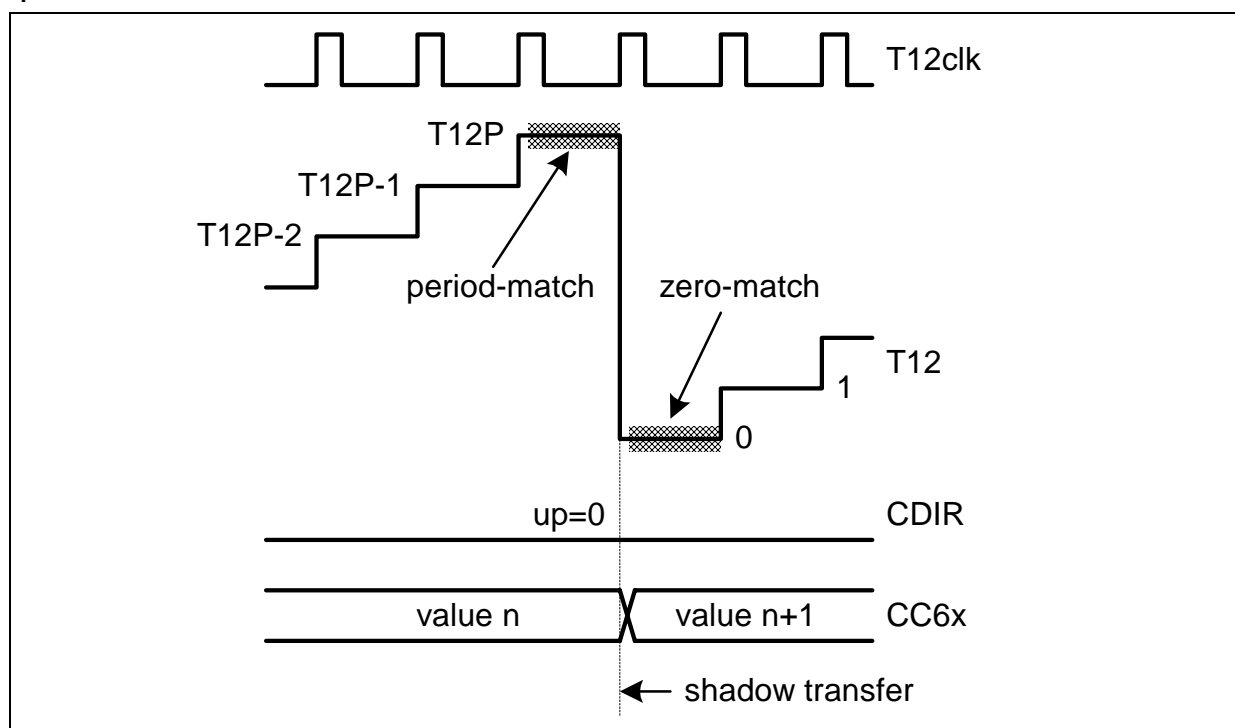 T12clk
T12P
T12P-1
T12P-2
period-match
zero-match
T12
1
0
up=0
CDIR
value n
value n+1
CC6x
shadow transfer